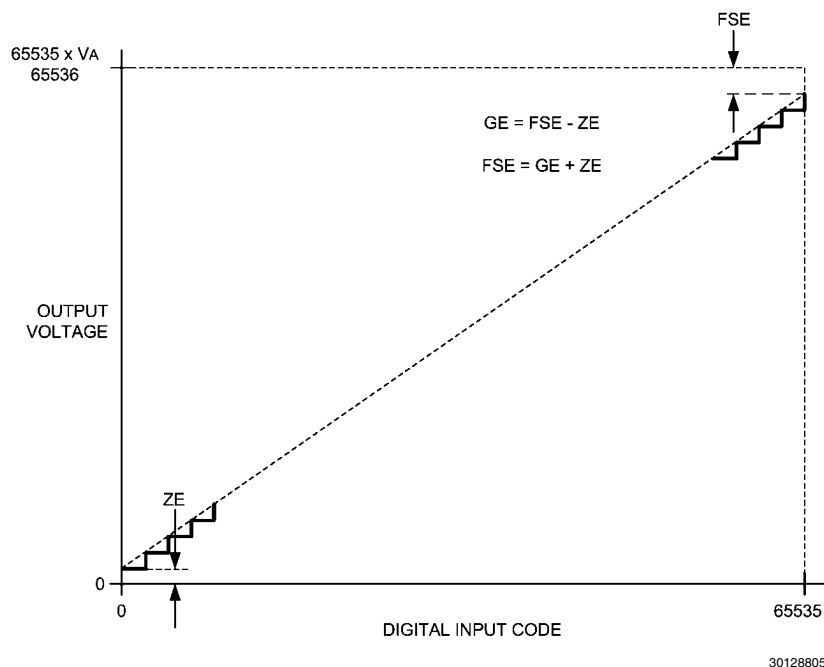 FSE
65535 x VA
65536
GE = FSE - ZE
FSE = GE + ZE
OUTPUT
VOLTAGE
ZE
0
0
65535
DIGITAL INPUT CODE
30128805